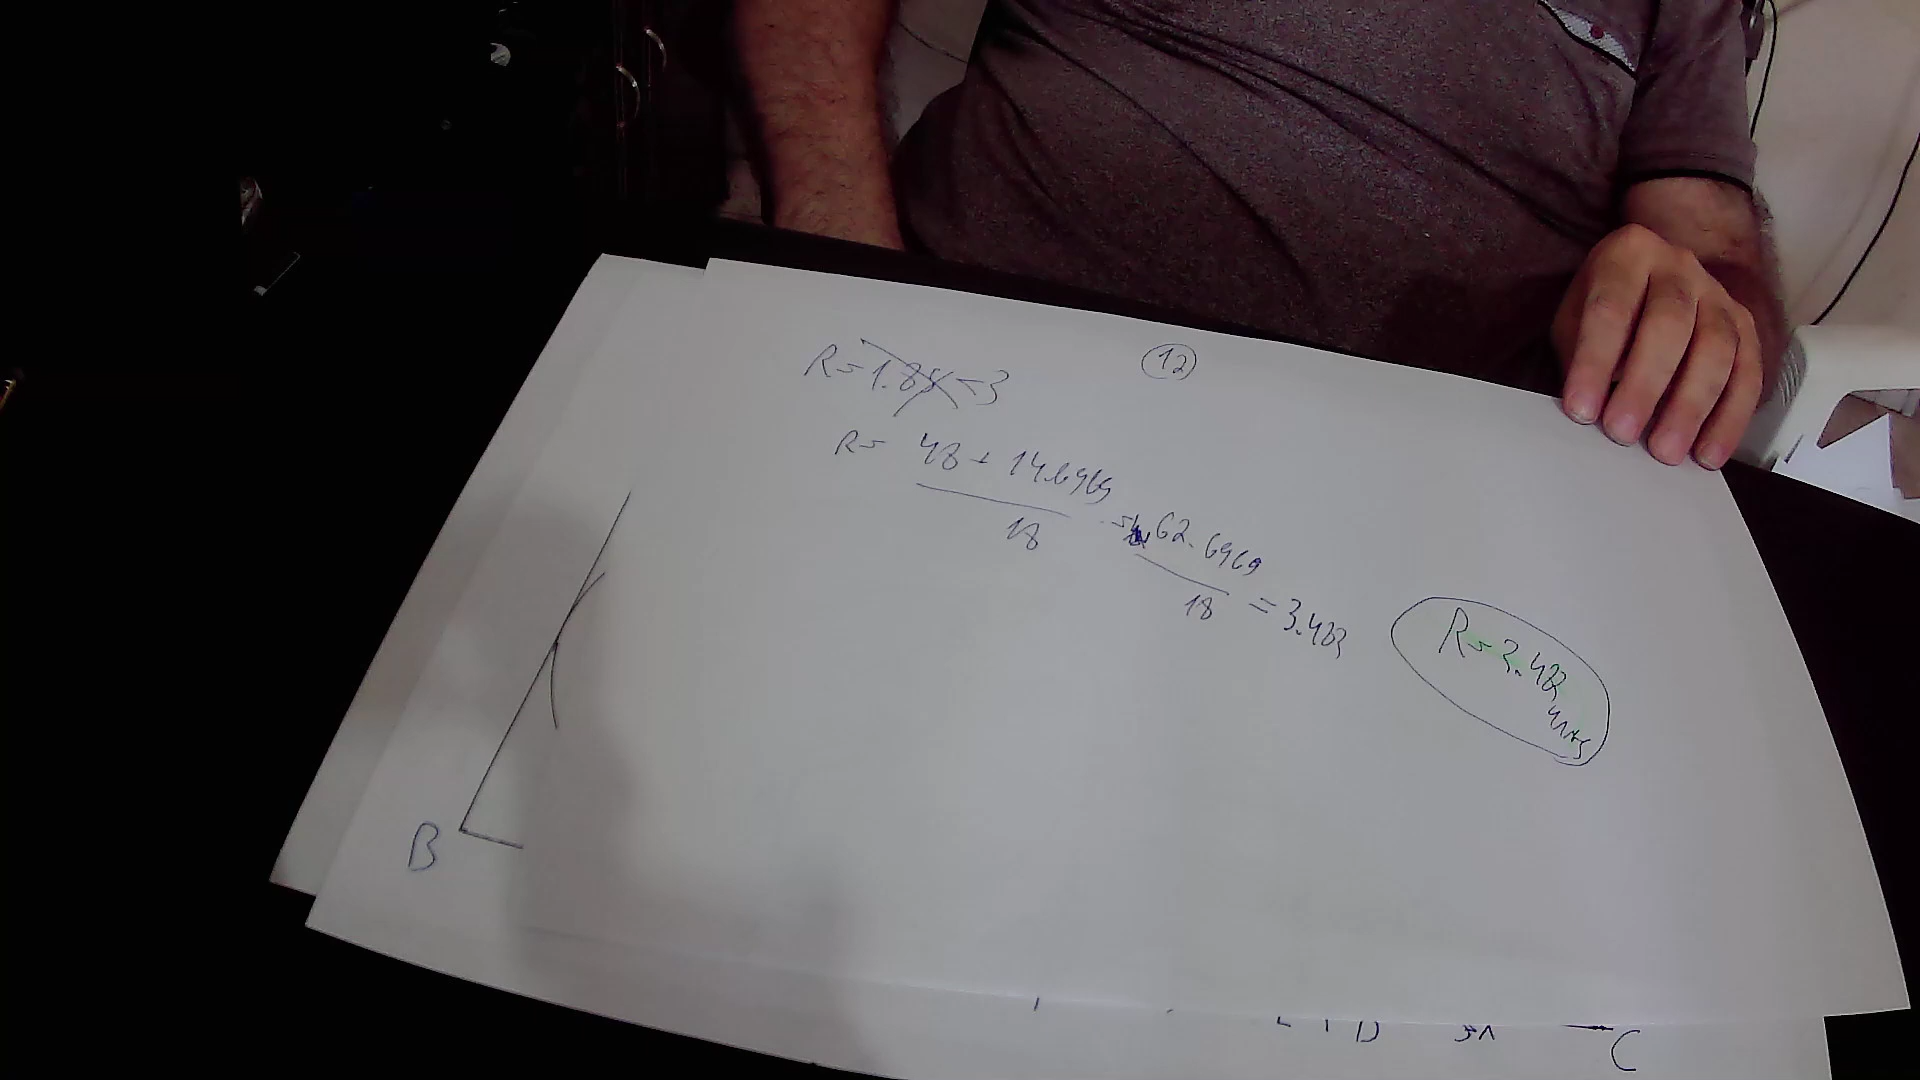 12
R=1.84=3
R= 48+14.6969
18
=62.6969
18
=3.483
R=3.483
units
B
C